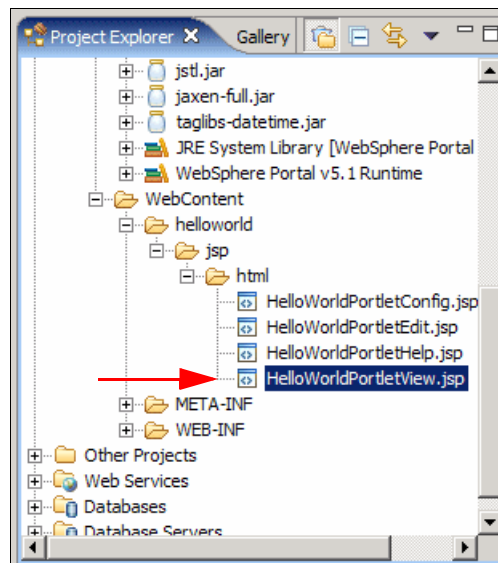 Project Explorer Gallery
jstl.jar
jaxen-full.jar
taglibs-datetime.jar
JRE System Library [WebSphere Portal
WebSphere Portal v5.1 Runtime
WebContent
helloworld
jsp
html
HelloWorldPortletConfig.jsp
HelloWorldPortletEdit.jsp
HelloWorldPortletHelp.jsp
HelloWorldPortletView.jsp
META-INF
WEB-INF
Other Projects
Web Services
Databases
Database Servers